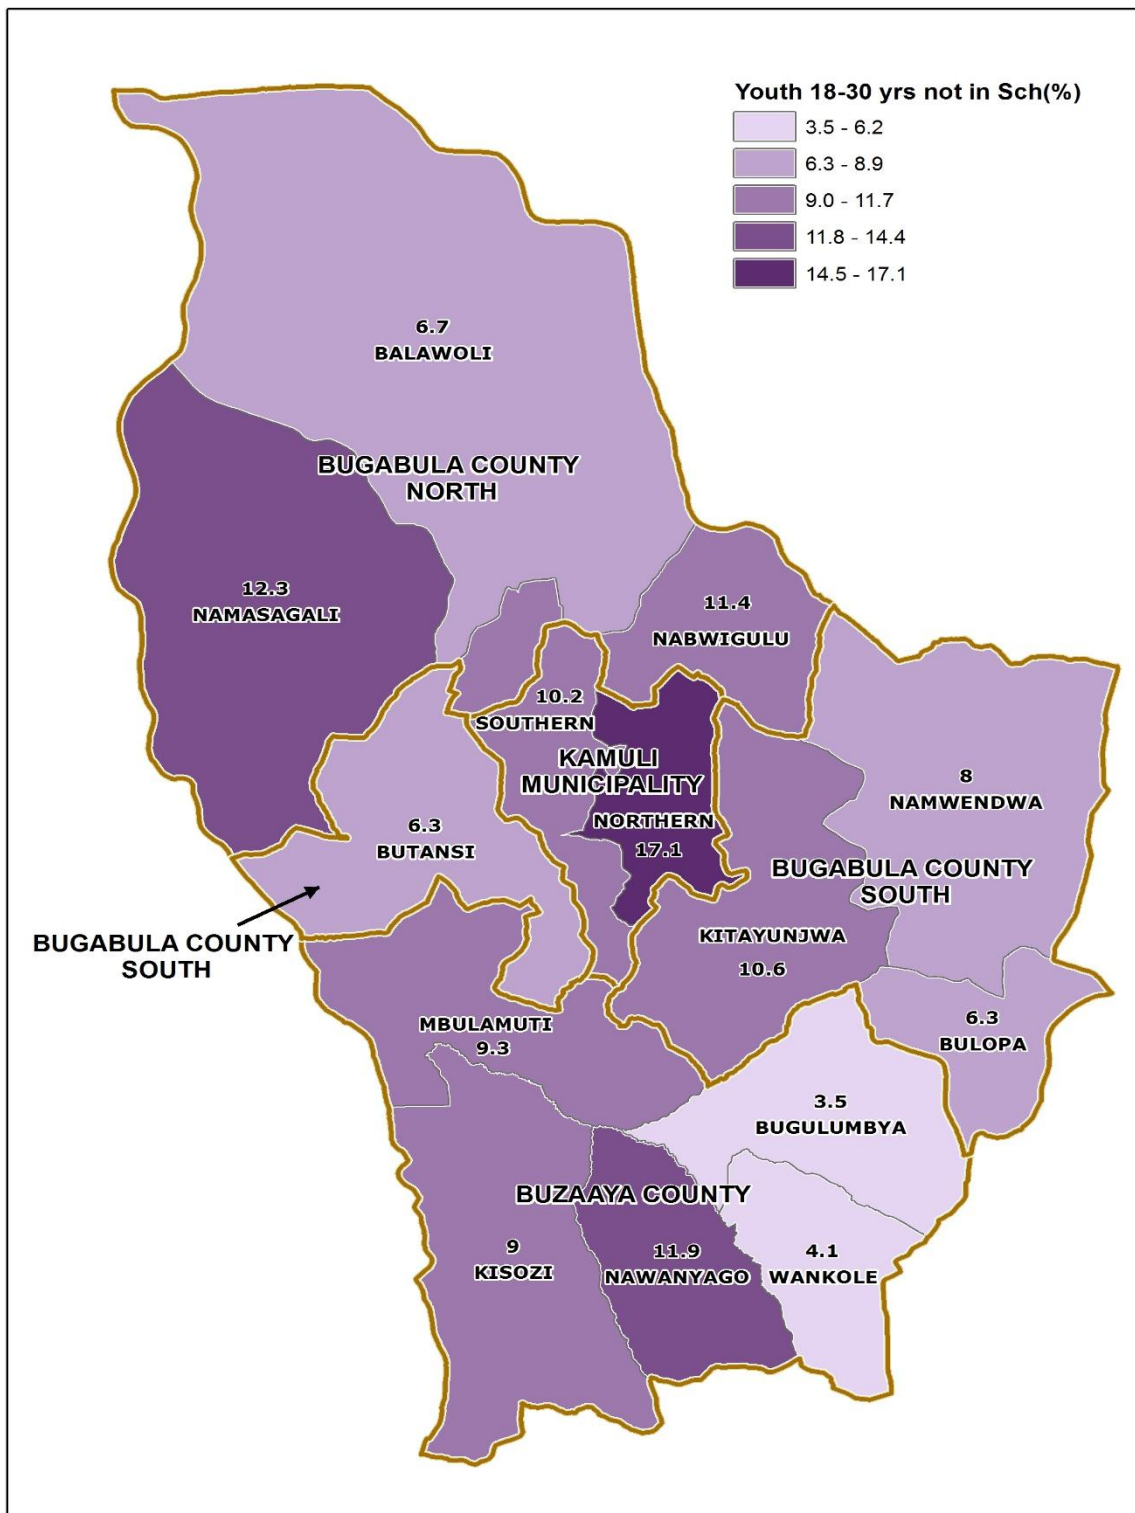 Youth 18-30 yrs not in Sch(%)
3.5 - 6.2
6.3 - 8.9
9.0 - 11.7
11.8 - 14.4
14.5 - 17.1
6.7
BALAWOLI
BUGABULA COUNTY
NORTH
12.3
NAMASAGALI
11.4
NABWIGULU
10.2
SOUTHERN
KAMULI
MUNICIPALITY
NORTHERN
17.1
8
NAMWENDWA
6.3
BUTANSI
BUGABULA COUNTY
SOUTH
BUGABULA COUNTY
SOUTH
KITAYUNJWA
10.6
MBULAMUTI
9.3
6.3
BULOPA
3.5
BUGULUMBYA
BUZAAYA COUNTY
9
KISOZI
11.9
NAWANYAGO
4.1
WANKOLE